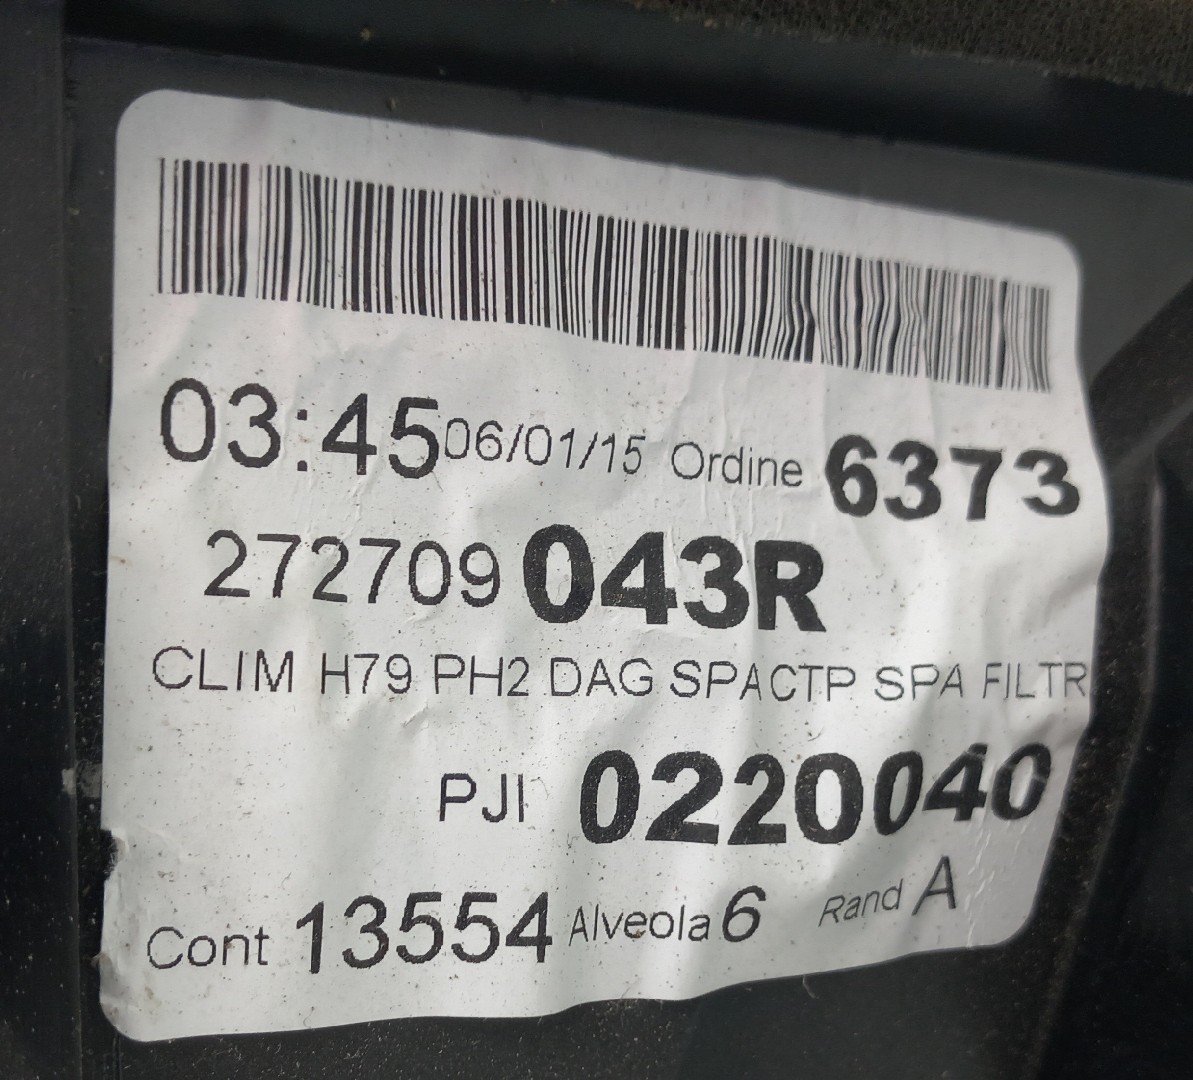 03:45 06/01/15 Ordine 6373
272709 043R
CLIM H79 PH2 DAG SPACTP SPA FILTR
PJI 0220040
Cont 13554 Alveola 6 Rand A